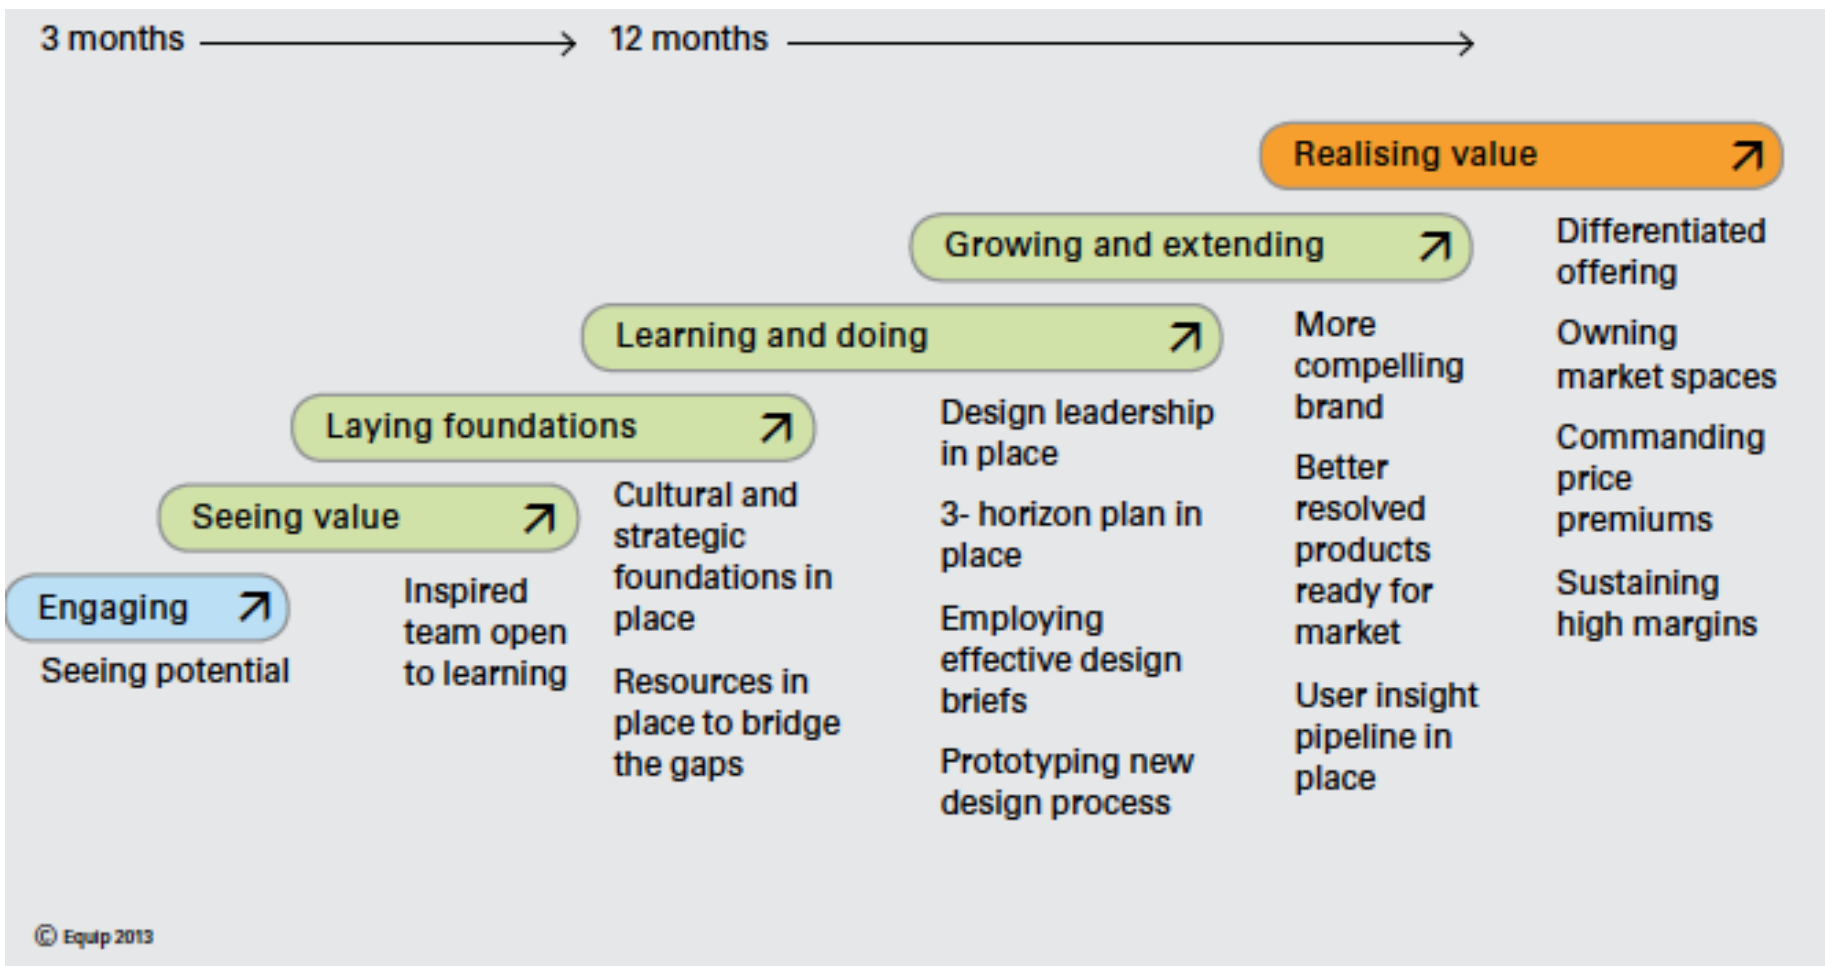 3 months
12 months
Realising value
Growing and extending
Learning and doing
Laying foundations
Seeing value
Engaging
Seeing potential
Inspired
team open
to learning
Cultural and
strategic
foundations in
place
Resources in
place to bridge
the gaps
Design leadership
in place
3- horizon plan in
place
Employing
effective design
briefs
Prototyping new
design process
More
compelling
brand
Better
resolved
products
ready for
market
User insight
pipeline in
place
Differentiated
offering
Owning
market spaces
Commanding
price
premiums
Sustaining
high margins
© Equip 2013